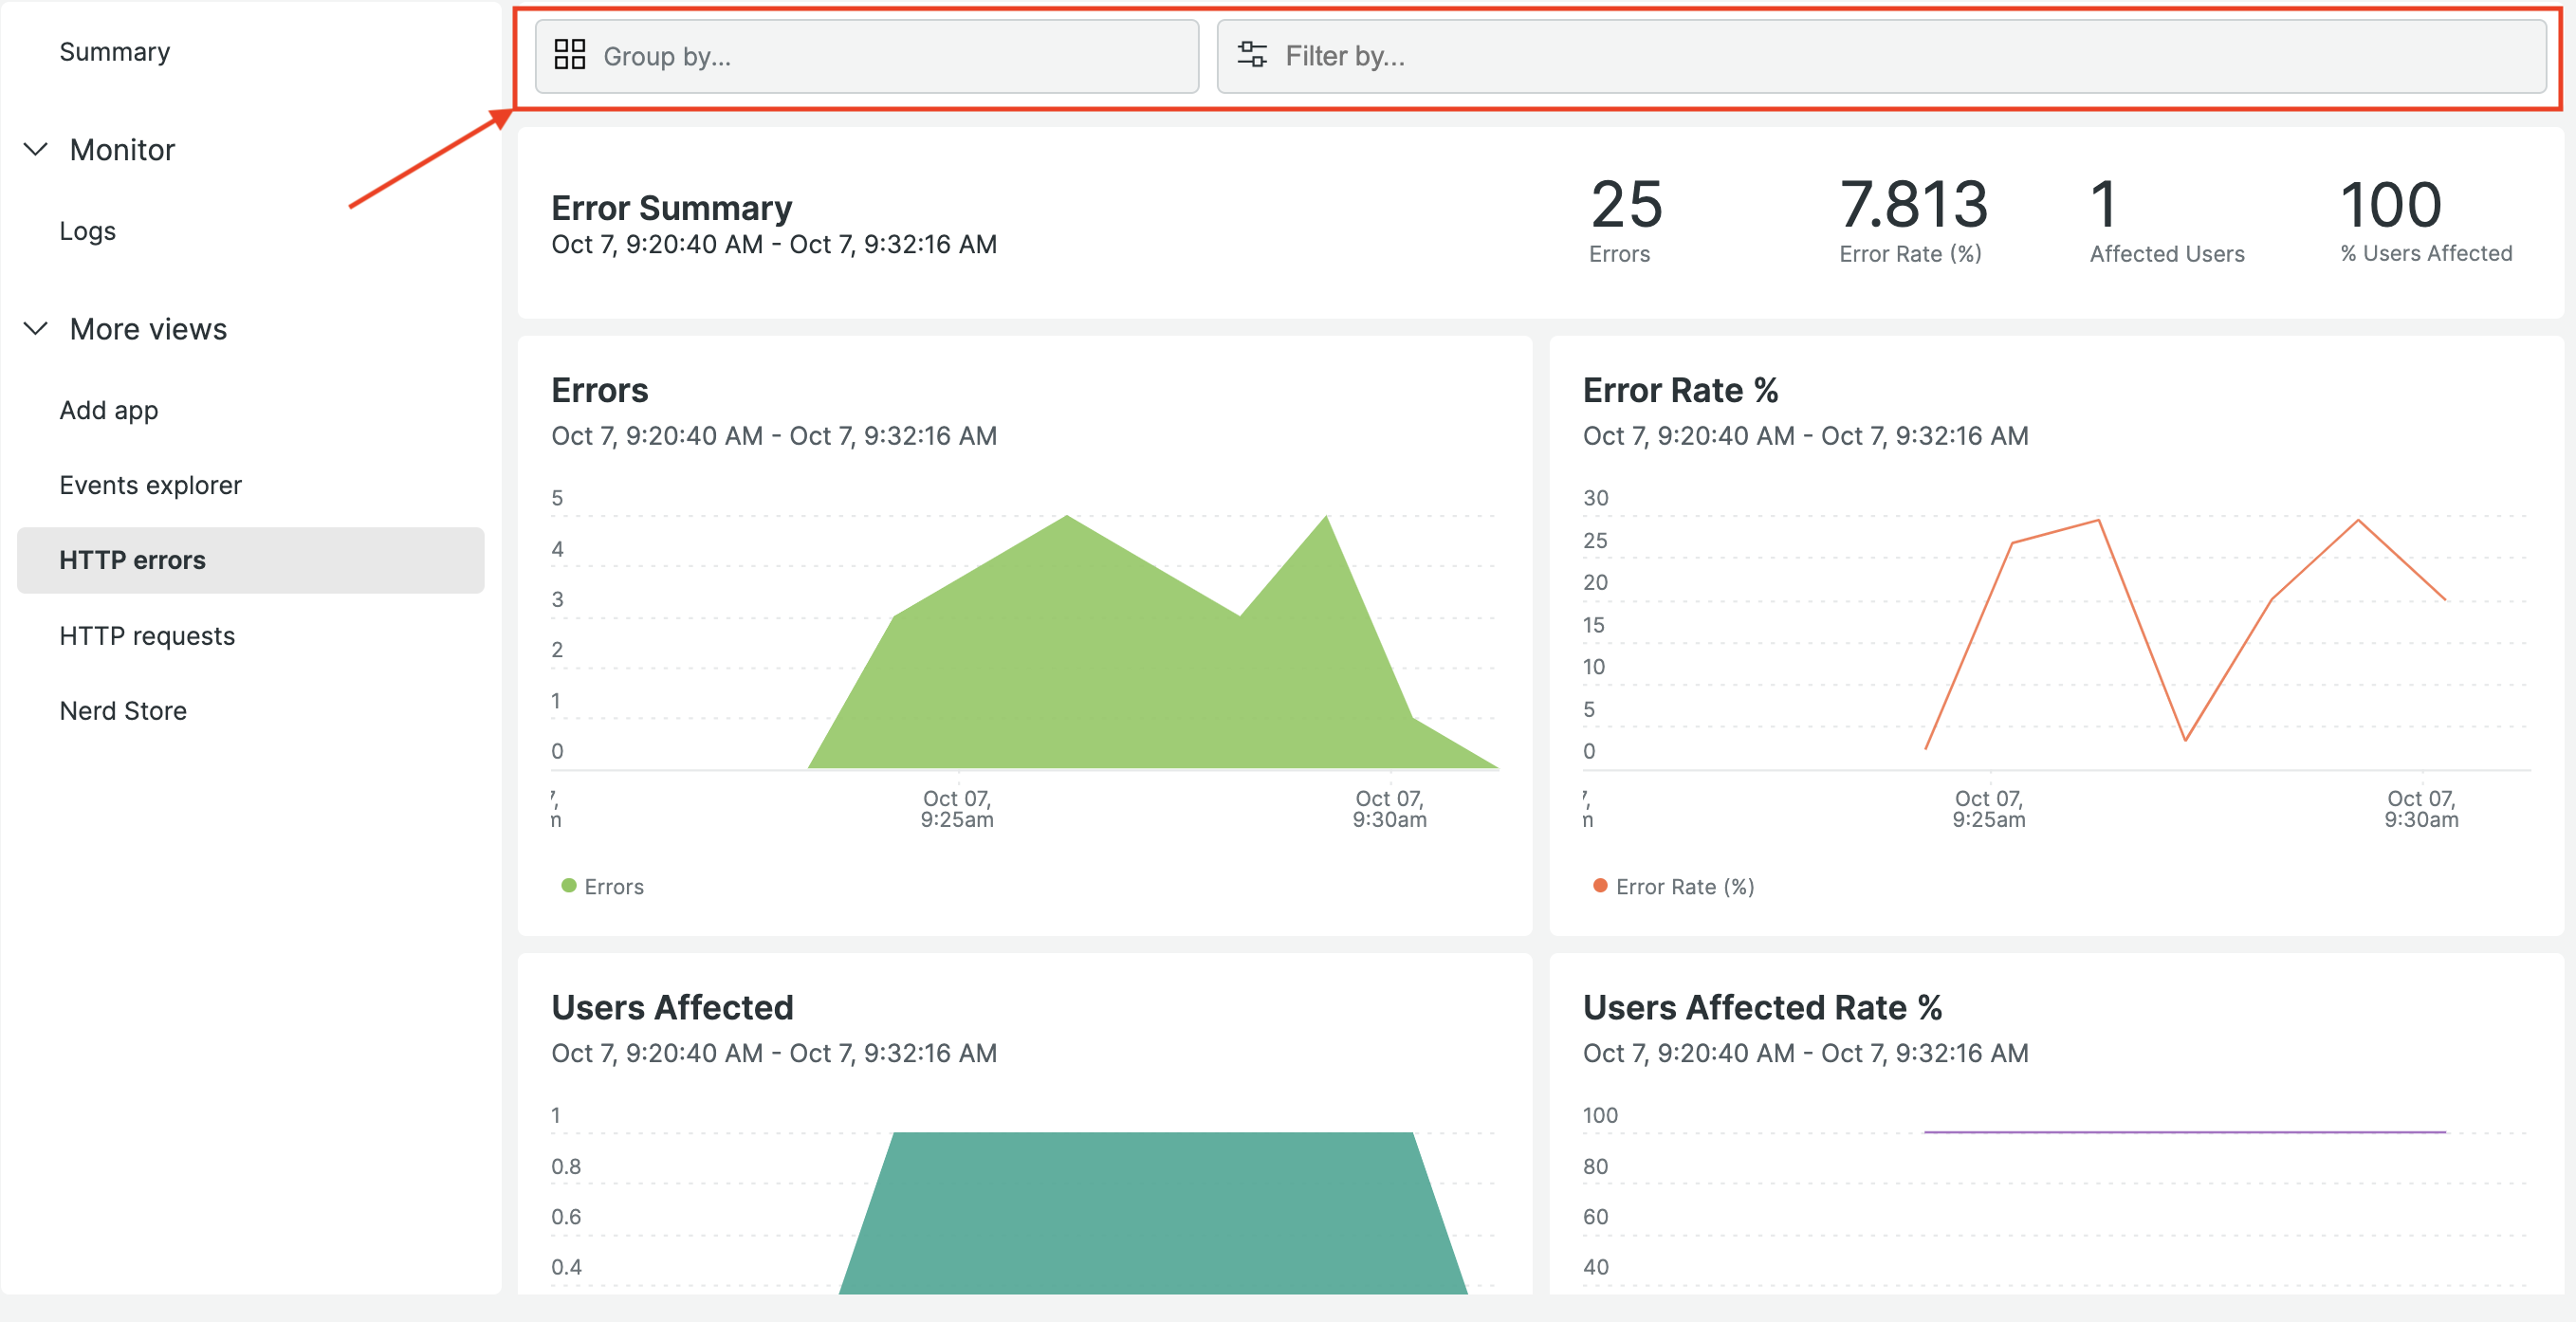 Summary
Monitor
Logs
More views
Add app
Events explorer
HTTP errors
HTTP requests
Nerd Store
Group by...
Filter by...
Error Summary
Oct 7, 9:20:40 AM - Oct 7, 9:32:16 AM
25
Errors
7.813
Error Rate (%)
1
Affected Users
100
% Users Affected
Errors
Oct 7, 9:20:40 AM - Oct 7, 9:32:16 AM
5
4
3
2
1
0
Oct 07,
9:25am
Oct 07,
9:30am
Errors
Error Rate %
Oct 7, 9:20:40 AM - Oct 7, 9:32:16 AM
30
25
20
15
10
5
0
Oct 07,
9:25am
Oct 07,
9:30am
Error Rate (%)
Users Affected
Oct 7, 9:20:40 AM - Oct 7, 9:32:16 AM
1
0.8
0.6
0.4
Users Affected Rate %
Oct 7, 9:20:40 AM - Oct 7, 9:32:16 AM
100
80
60
40